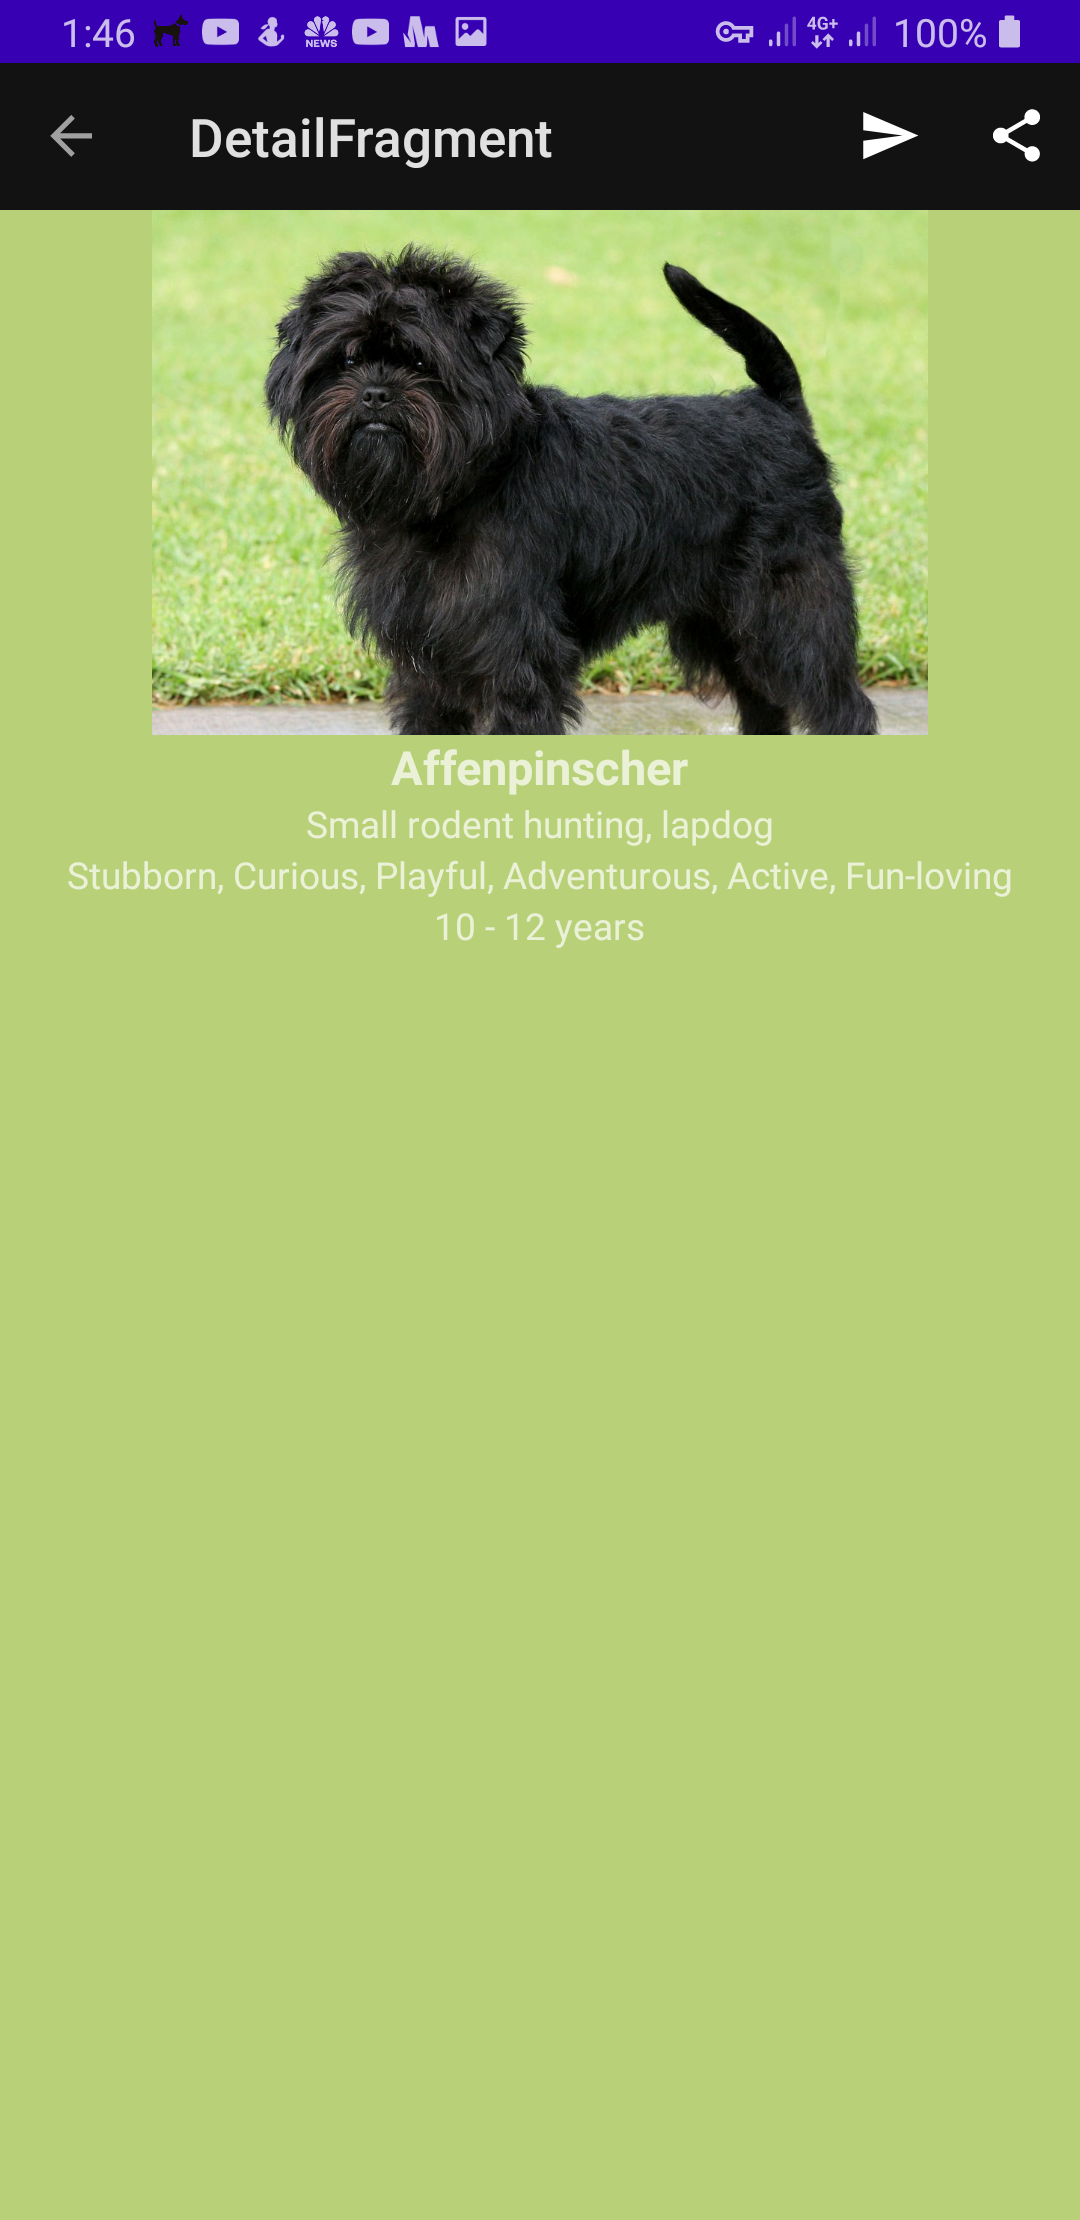 1:46
NEWS
4G+
100%
DetailFragment
Affenpinscher
Small rodent hunting, lapdog
Stubborn, Curious, Playful, Adventurous, Active, Fun-loving
10 - 12 years